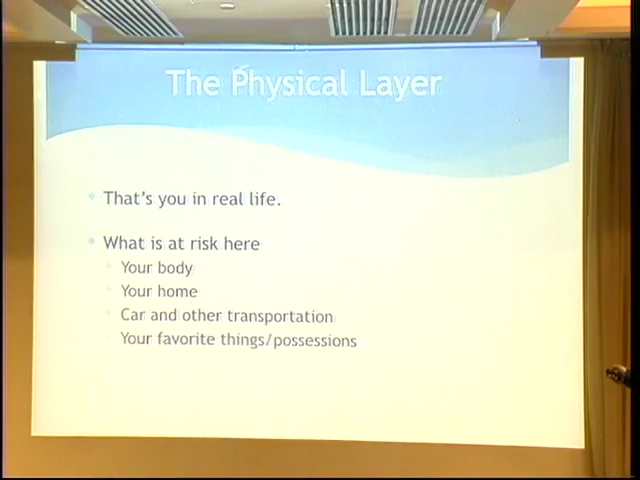 The Physical Layer
That's you in real life.
What is at risk here
Your body
Your home
Car and other transportation
Your favorite things/possessions